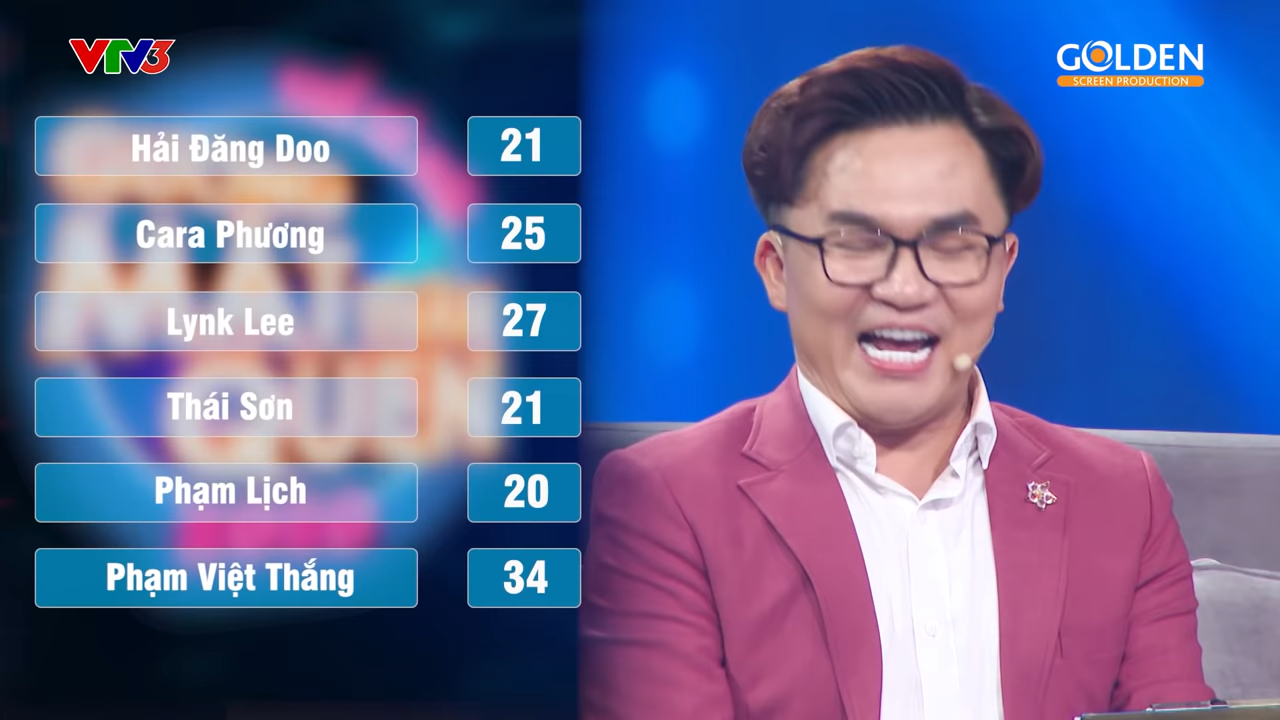 VTV3
GOLDEN
SCREEN PRODUCTION
Hải Đăng Doo 21
Cara Phương 25
Lynk Lee 27
Thái Sơn 21
Phạm Lịch 20
Phạm Việt Thắng 34